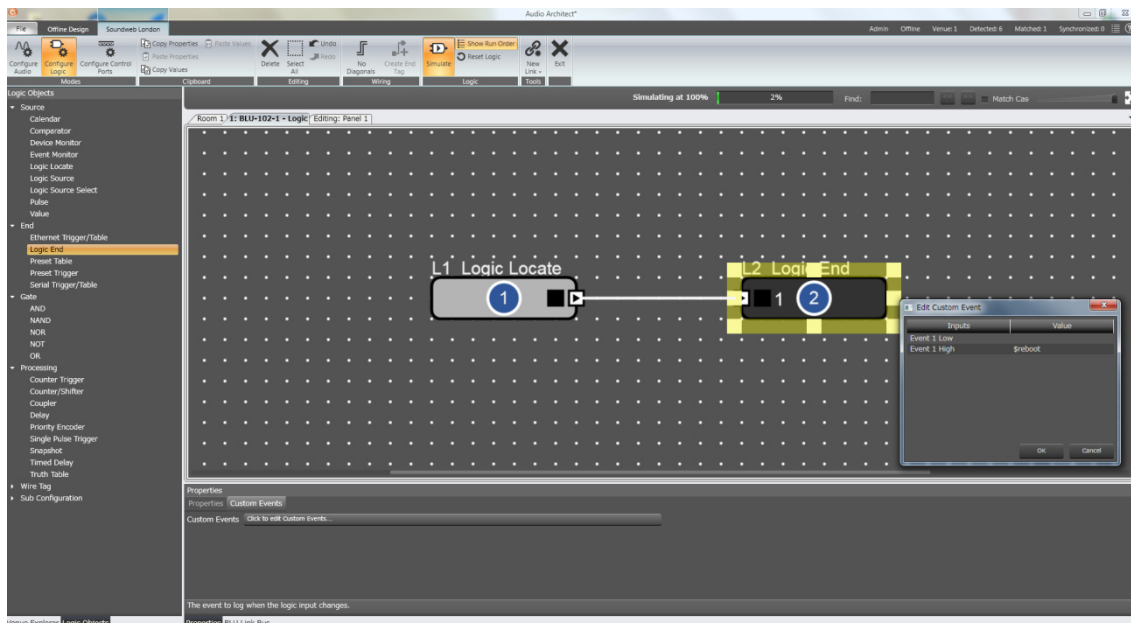 Audio Architect*
File Offline Design Soundweb London
Admin Offline Venue: 1 Detected: 6 Matched: 1 Synchronized: 0
Configure Audio
Configure Logic
Configure Control Ports
Modes
Copy Properties
Paste Values
Paste Properties
Copy Values
Clipboard
Delete
Select All
Undo
Redo
Editing
No Diagonals
Create End Tag
Wiring
Simulate
Show Run Order
Reset Logic
Logic
New Link
Exit
Tools
Logic Objects
Simulating at 100% 2% Find: Match Cas
Room 1 1: BLU-102-1 - Logic Editing: Panel 1
Source
Calendar
Comparator
Device Monitor
Event Monitor
Logic Locate
Logic Source
Logic Source Select
Pulse
Value
End
Ethernet Trigger/Table
Logic End
Preset Table
Preset Trigger
Serial Trigger/Table
Gate
AND
NAND
NOR
NOT
OR
Processing
Counter Trigger
Counter/Shifter
Coupler
Delay
Priority Encoder
Single Pulse Trigger
Snapshot
Timed Delay
Truth Table
Wire Tag
Sub Configuration
L1 Logic Locate
1
L2 Logic End
1 2
Edit Custom Event
Inputs Value
Event 1 Low
Event 1 High $reboot
OK Cancel
Properties
Properties Custom Events
Custom Events Click to edit Custom Events...
The event to log when the logic input changes.
Venue Explorer Logic Objects Properties BLU Link Bus